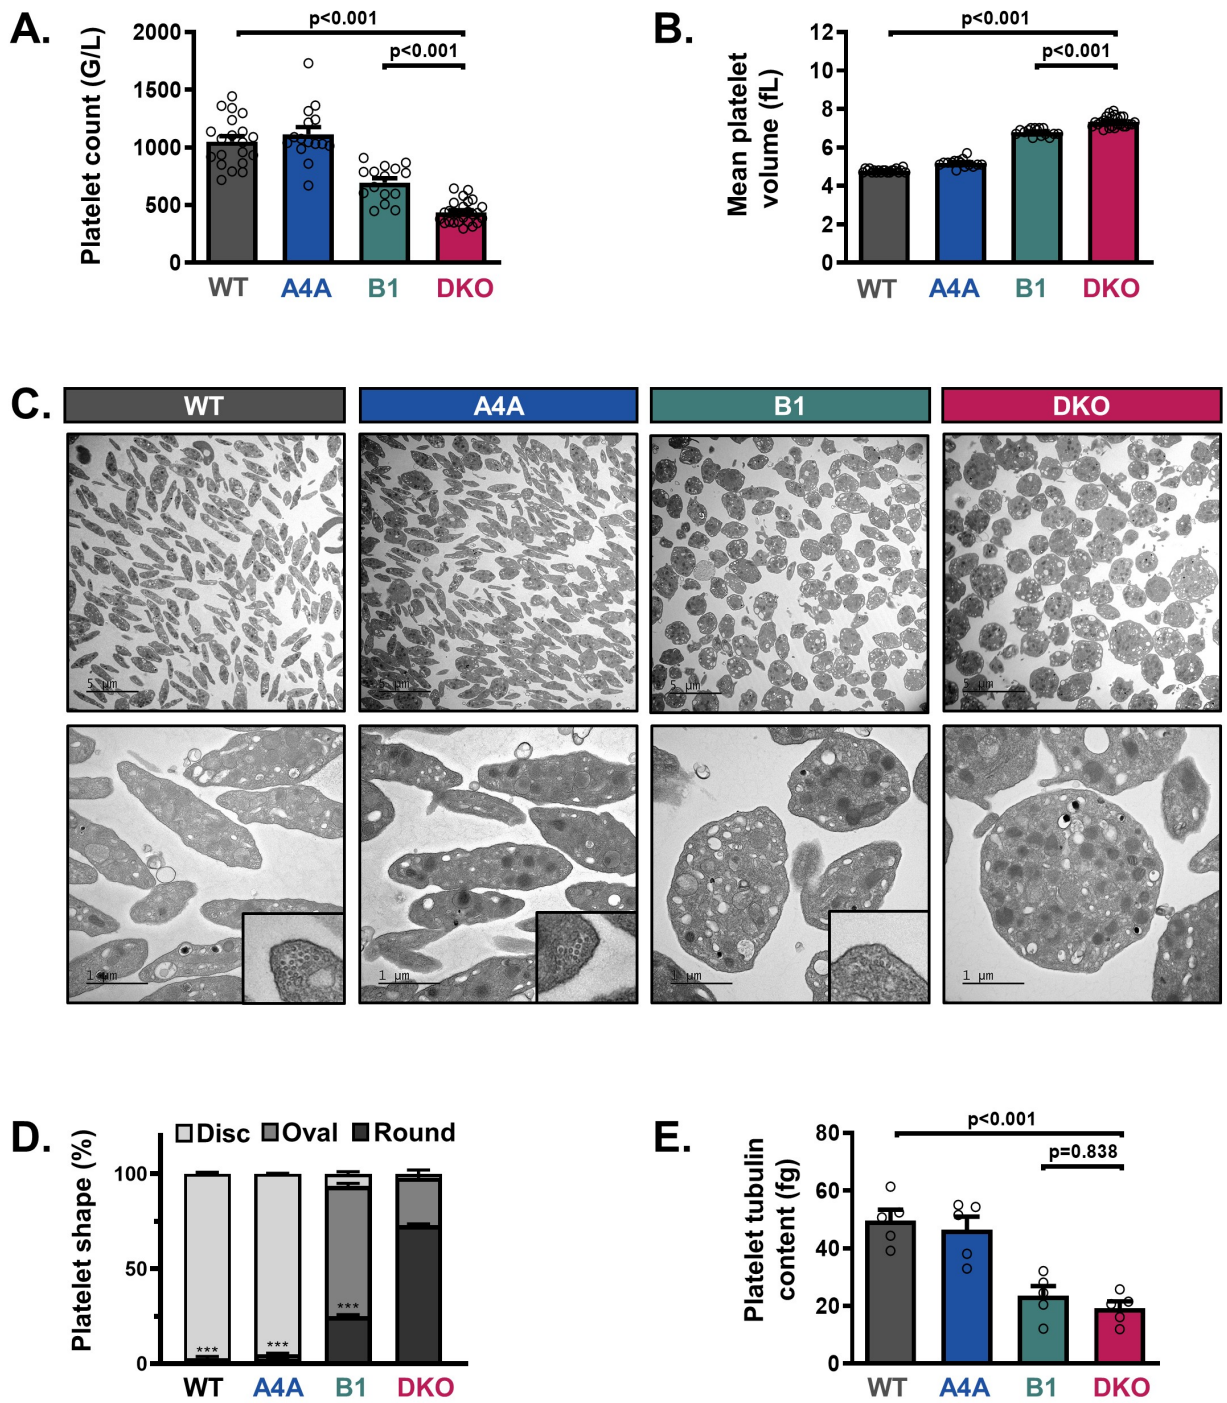 A.
Platelet count (G/L)
2000
1500
1000
500
0
p<0.001
p<0.001
WT
A4A
B1
DKO
B.
Mean platelet
volume (fL)
12
10
8
6
4
2
0
p<0.001
p<0.001
WT
A4A
B1
DKO
C.
WT
A4A
B1
DKO
5 µm
5 µm
5 µm
5 µm
1 µm
1 µm
1 µm
1 µm
D.
Platelet shape (%)
Disc Oval Round
100
50
0
***
***
***
WT
A4A
B1
DKO
E.
Platelet tubulin
content (fg)
80
60
40
20
0
p<0.001
p=0.838
WT
A4A
B1
DKO